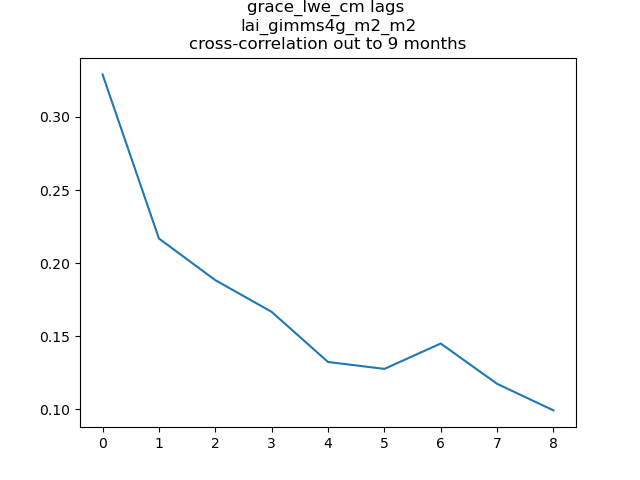 grace_lwe_cm lags
lai_gimms4g_m2_m2
cross-correlation out to 9 months
0.30
0.25
0.20
0.15
0.10
0 1 2 3 4 5 6 7 8